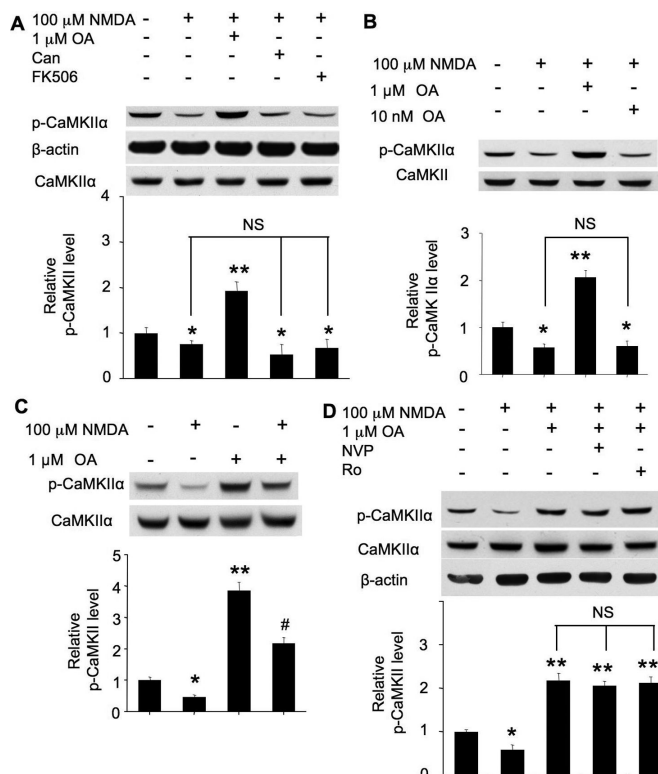 A
100 μM NMDA - + + + +
1 μM OA - - + - -
Can - - - + -
FK506 - - - - +
p-CaMKIIα
β-actin
CaMKIIα
Relative
p-CaMKII level
4
3
2
1
0
NS
*
**
*
*
B
100 μM NMDA - + + +
1 μM OA - - + -
10 nM OA - - - +
p-CaMKIIα
CaMKII
Relative
p-CaMK IIα level
3
2
1
0
NS
*
**
*
C
100 μM NMDA - + - +
1 μM OA - - + +
p-CaMKIIα
CaMKIIα
Relative
p-CaMKII level
5
4
3
2
1
0
*
**
#
D
100 μM NMDA - + + + +
1 μM OA - - + + +
NVP - - - + -
Ro - - - - +
p-CaMKIIα
CaMKIIα
β-actin
Relative
p-CaMKII level
3
2
1
0
NS
*
**
**
**